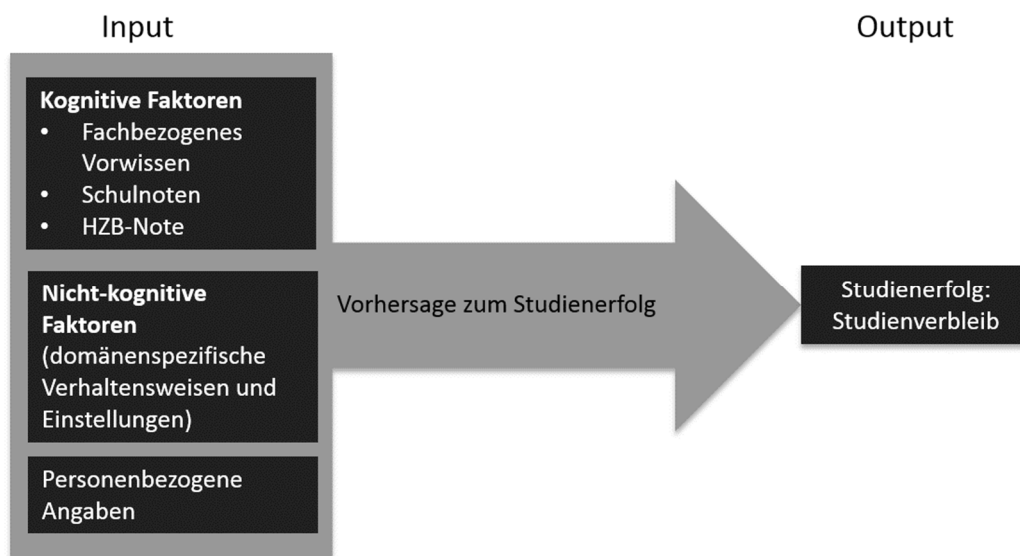 Input
Output
Kognitive Faktoren
• Fachbezogenes
Vorwissen
• Schulnoten
• HZB-Note
Nicht-kognitive
Faktoren
(domänenspezifische
Verhaltensweisen und
Einstellungen)
Personenbezogene
Angaben
Vorhersage zum Studienerfolg
Studienerfolg:
Studienverbleib